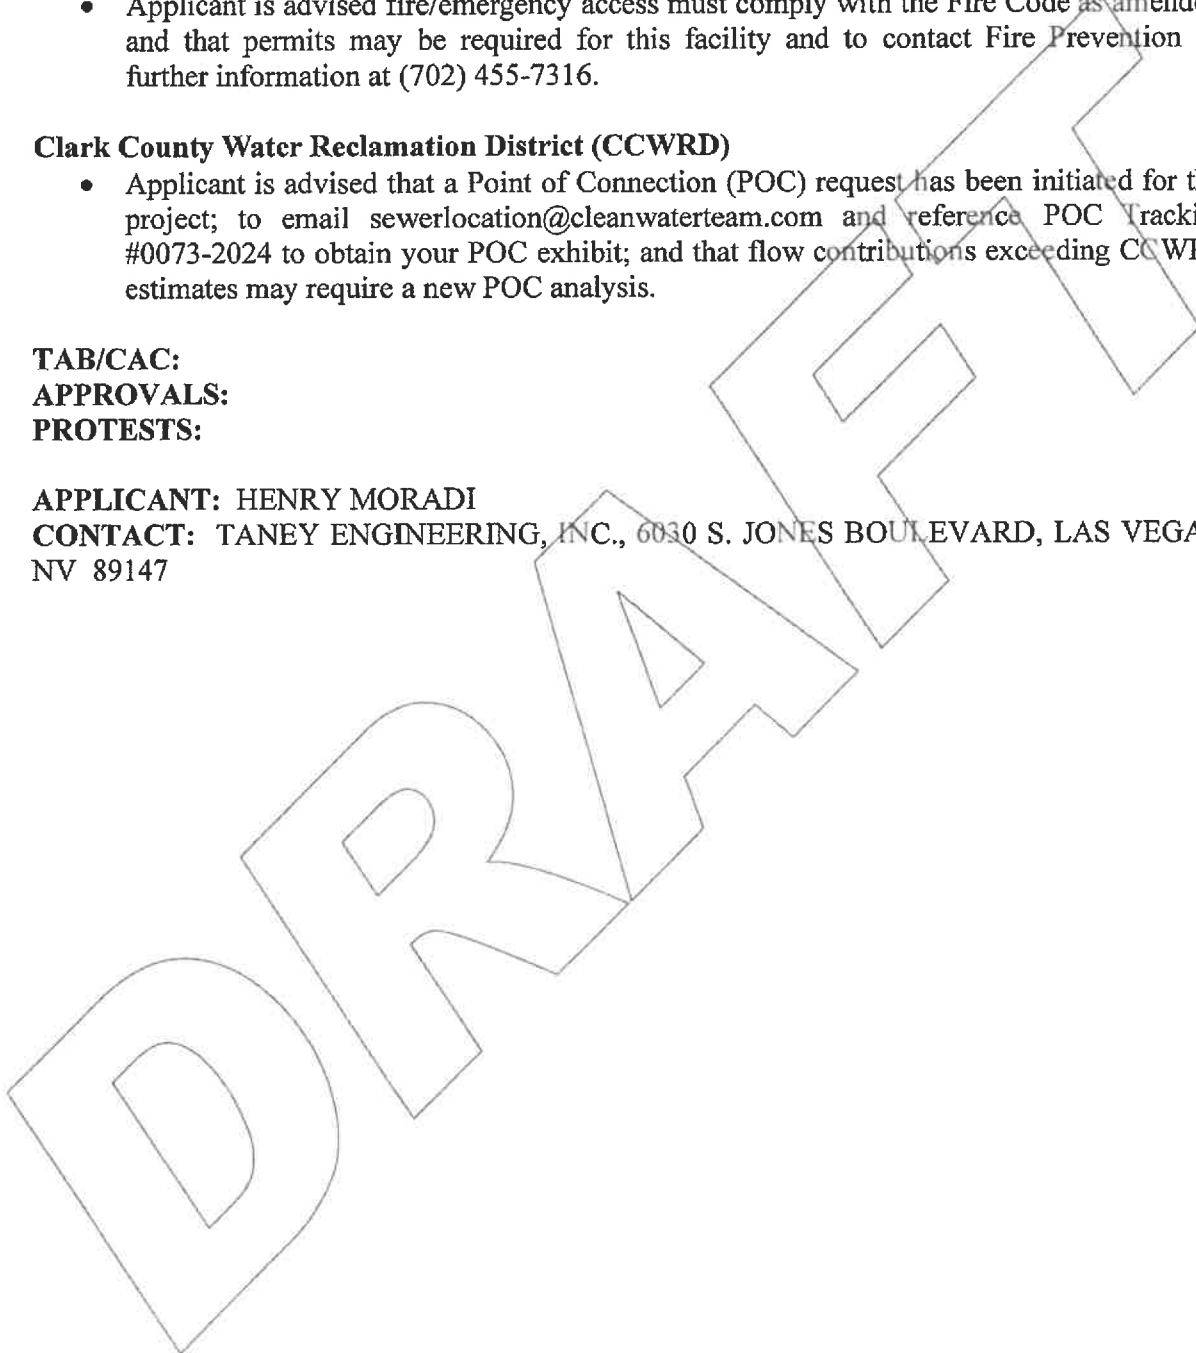 Applicant is advised fire/emergency access must comply with the Fire Code as
and that permits may be required for this facility and to contact Fire Prevention
further information at (702) 455-7316.
Clark County Water Reclamation District (CCWRD)
• Applicant is advised that a Point of Connection (POC) request has been initiated for
project; to email sewerlocation@cleanwaterteam.com and reference POC
#0073-2024 to obtain your POC exhibit; and that flow contributions exceeding
estimates may require a new POC analysis.
TAB/CAC:
APPROVALS:
PROTESTS:
APPLICANT: HENRY MORADI
CONTACT: TANEY ENGINEERING, INC., 6030 S. JONES BOULEVARD, LAS
NV 89147
DRAFT